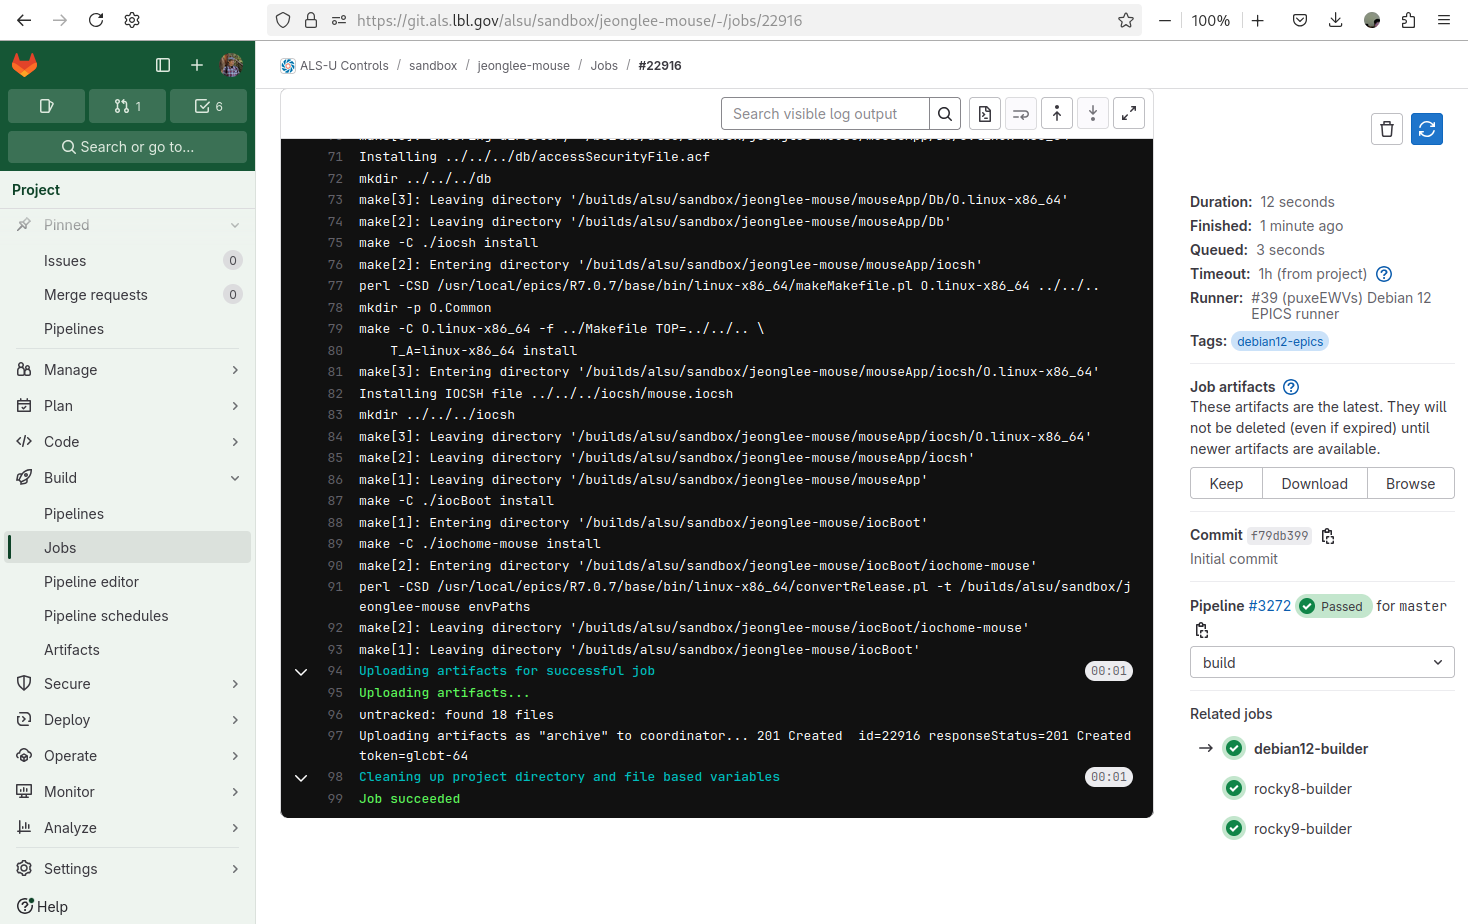 https://git.als.lbl.gov/alsu/sandbox/jeonglee-mouse/-/jobs/22916
100%
ALS-U Controls / sandbox / jeonglee-mouse / Jobs / #22916
1
6
Search or go to...
Project
Pinned
Issues 0
Merge requests 0
Pipelines
Manage
Plan
Code
Build
Pipelines
Jobs
Pipeline editor
Pipeline schedules
Artifacts
Secure
Deploy
Operate
Monitor
Analyze
Settings
Help
Search visible log output
71 Installing ../../../db/accessSecurityFile.acf
72 mkdir ../../../db
73 make[3]: Leaving directory '/builds/alsu/sandbox/jeonglee-mouse/mouseApp/Db/O.linux-x86_64'
74 make[2]: Leaving directory '/builds/alsu/sandbox/jeonglee-mouse/mouseApp/Db'
75 make -C ./iocsh install
76 make[2]: Entering directory '/builds/alsu/sandbox/jeonglee-mouse/mouseApp/iocsh'
77 perl -CSD /usr/local/epics/R7.0.7/base/bin/linux-x86_64/makeMakefile.pl O.linux-x86_64 ../../..
78 mkdir -p O.Common
79 make -C O.linux-x86_64 -f ../Makefile TOP=../../.. \
80 T_A=linux-x86_64 install
81 make[3]: Entering directory '/builds/alsu/sandbox/jeonglee-mouse/mouseApp/iocsh/O.linux-x86_64'
82 Installing IOCSH file ../../../iocsh/mouse.iocsh
83 mkdir ../../../iocsh
84 make[3]: Leaving directory '/builds/alsu/sandbox/jeonglee-mouse/mouseApp/iocsh/O.linux-x86_64'
85 make[2]: Leaving directory '/builds/alsu/sandbox/jeonglee-mouse/mouseApp/iocsh'
86 make[1]: Leaving directory '/builds/alsu/sandbox/jeonglee-mouse/mouseApp'
87 make -C ./iocBoot install
88 make[1]: Entering directory '/builds/alsu/sandbox/jeonglee-mouse/iocBoot'
89 make -C ./iochome-mouse install
90 make[2]: Entering directory '/builds/alsu/sandbox/jeonglee-mouse/iocBoot/iochome-mouse'
91 perl -CSD /usr/local/epics/R7.0.7/base/bin/linux-x86_64/convertRelease.pl -t /builds/alsu/sandbox/j
eonglee-mouse envPaths
92 make[2]: Leaving directory '/builds/alsu/sandbox/jeonglee-mouse/iocBoot/iochome-mouse'
93 make[1]: Leaving directory '/builds/alsu/sandbox/jeonglee-mouse/iocBoot'
94 Uploading artifacts for successful job 00:01
95 Uploading artifacts...
96 untracked: found 18 files
97 Uploading artifacts as "archive" to coordinator... 201 Created  id=22916 responseStatus=201 Created
token=glcbt-64
98 Cleaning up project directory and file based variables 00:01
99 Job succeeded
Duration: 12 seconds
Finished: 1 minute ago
Queued: 3 seconds
Timeout: 1h (from project)
Runner: #39 (puxeEWVs) Debian 12
EPICS runner
Tags: debian12-epics
Job artifacts
These artifacts are the latest. They will
not be deleted (even if expired) until
newer artifacts are available.
Keep Download Browse
Commit f79db399
Initial commit
Pipeline #3272 Passed for master
build
Related jobs
debian12-builder
rocky8-builder
rocky9-builder